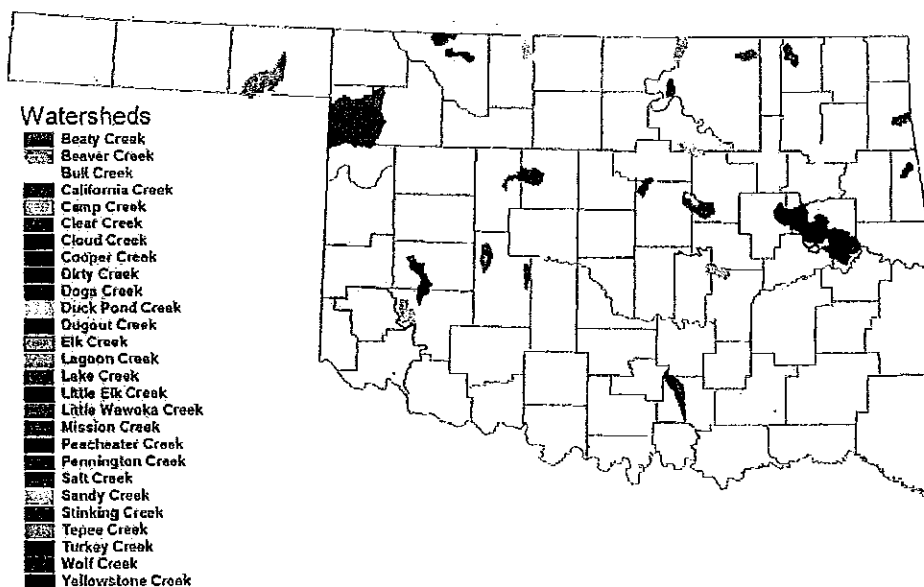 Watersheds
Beaty Creek
Beaver Creek
Bull Creek
California Creek
Camp Creek
Clear Creek
Cloud Creek
Cooper Creek
Dirty Creek
Dogs Creek
Duck Pond Creek
Dugout Creek
Elk Creek
Lagoon Creek
Lake Creek
Little Elk Creek
Little Wewoka Creek
Mission Creek
Peacheater Creek
Pennington Creek
Salt Creek
Sandy Creek
Stinking Creek
Tepee Creek
Turkey Creek
Wolf Creek
Yellowstone Creek